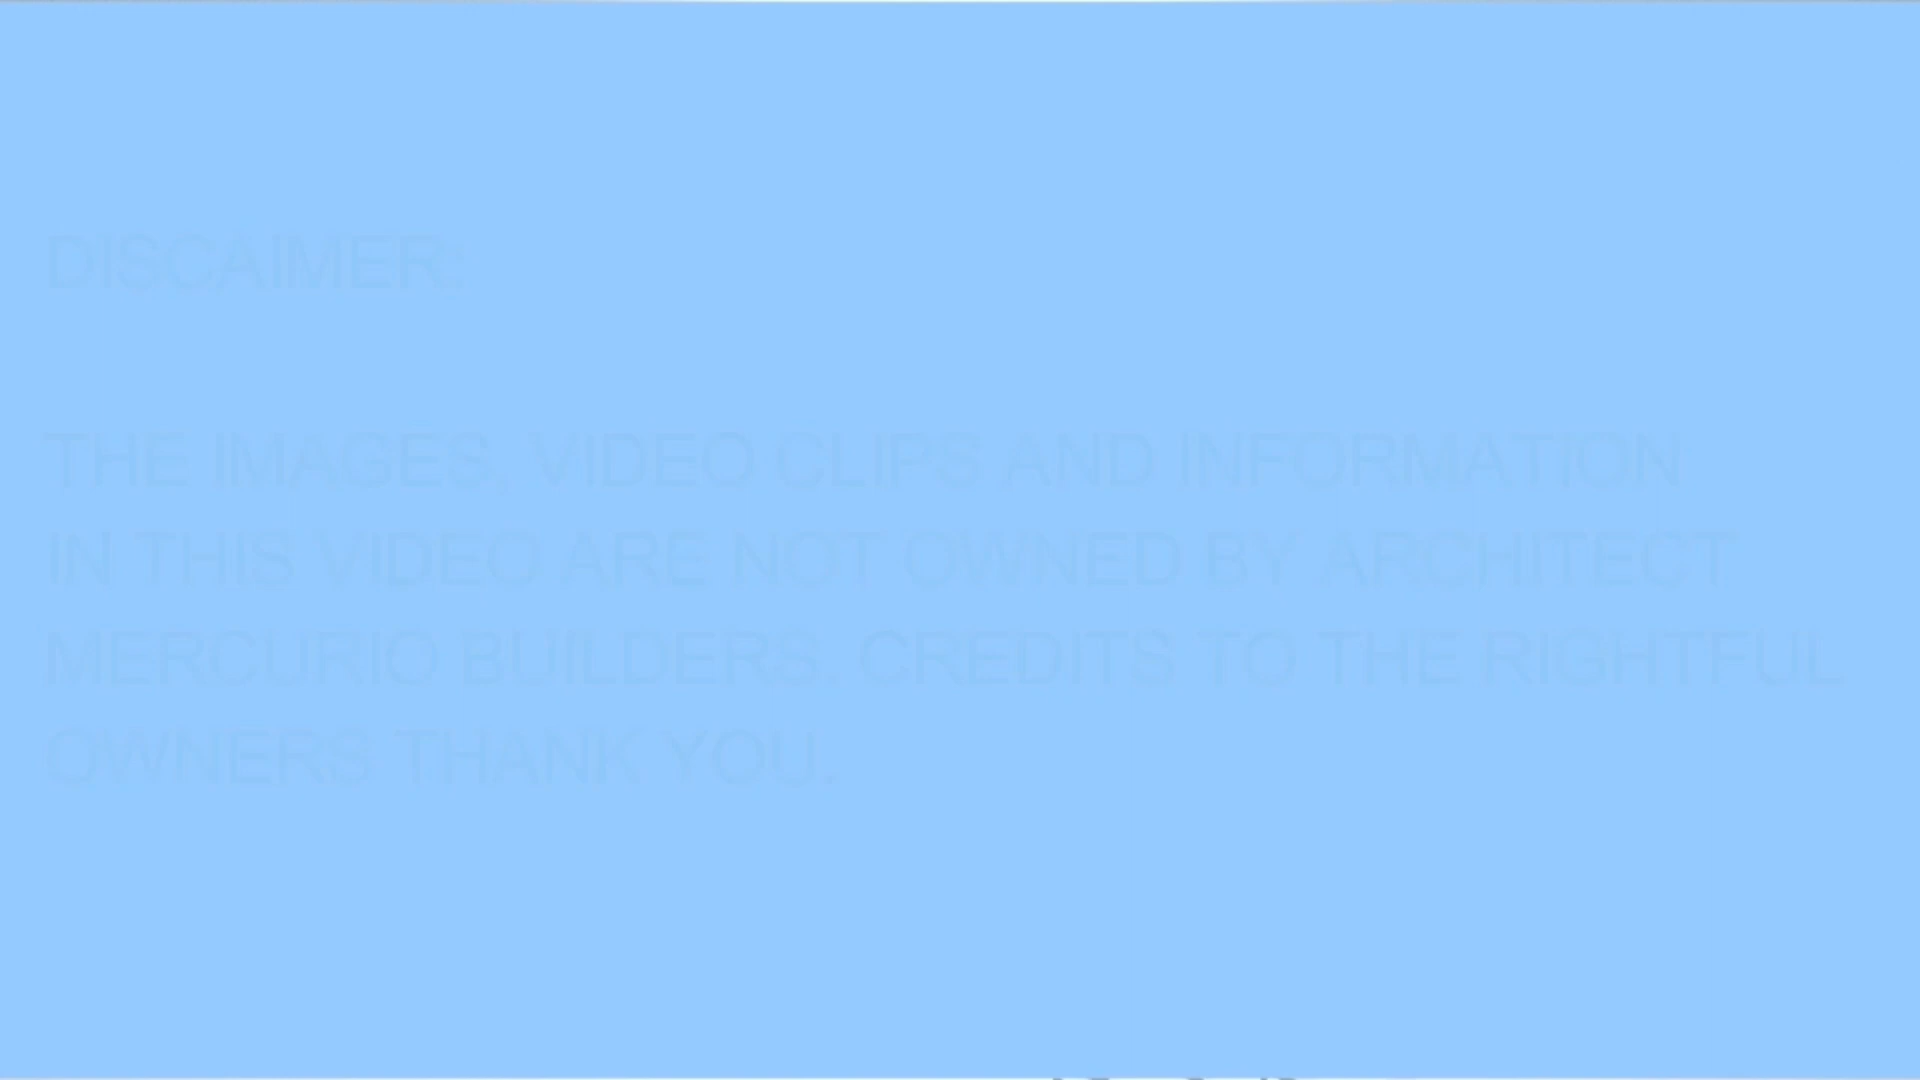 DISCAIMER:
THE IMAGES, VIDEO CLIPS AND INFORMATION
IN THIS VIDEO ARE NOT OWNED BY ARCHITECT
MERCURIO BUILDERS. CREDITS TO THE RIGHTFUL
OWNERS THANK YOU.